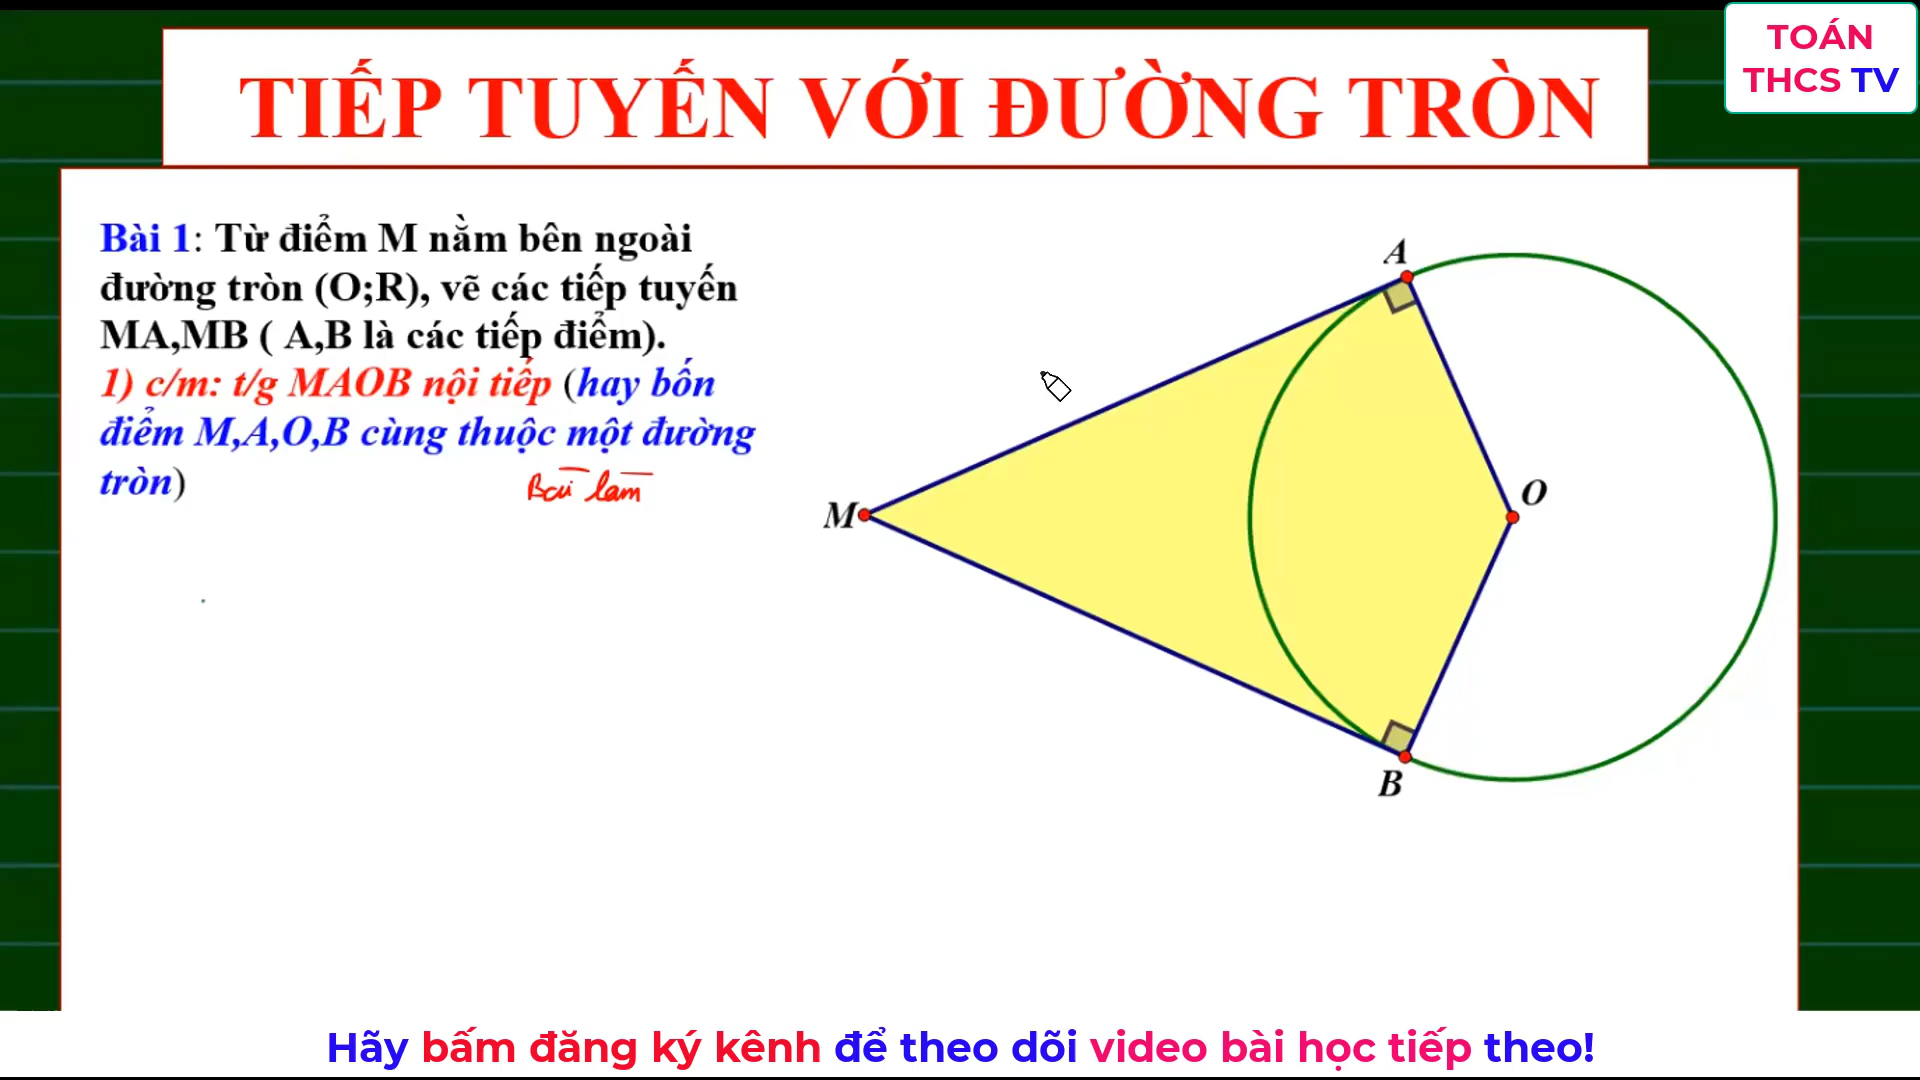 TIẾP TUYẾN VỚI ĐƯỜNG TRÒN
TOÁN
THCS TV
Bài 1: Từ điểm M nằm bên ngoài
đường tròn (O;R), vẽ các tiếp tuyến
MA,MB ( A,B là các tiếp điểm).
1) c/m: t/g MAOB nội tiếp (hay bốn
điểm M,A,O,B cùng thuộc một đường
tròn)
Bài làm
A
O
M
B
Hãy bấm đăng ký kênh để theo dõi video bài học tiếp theo!